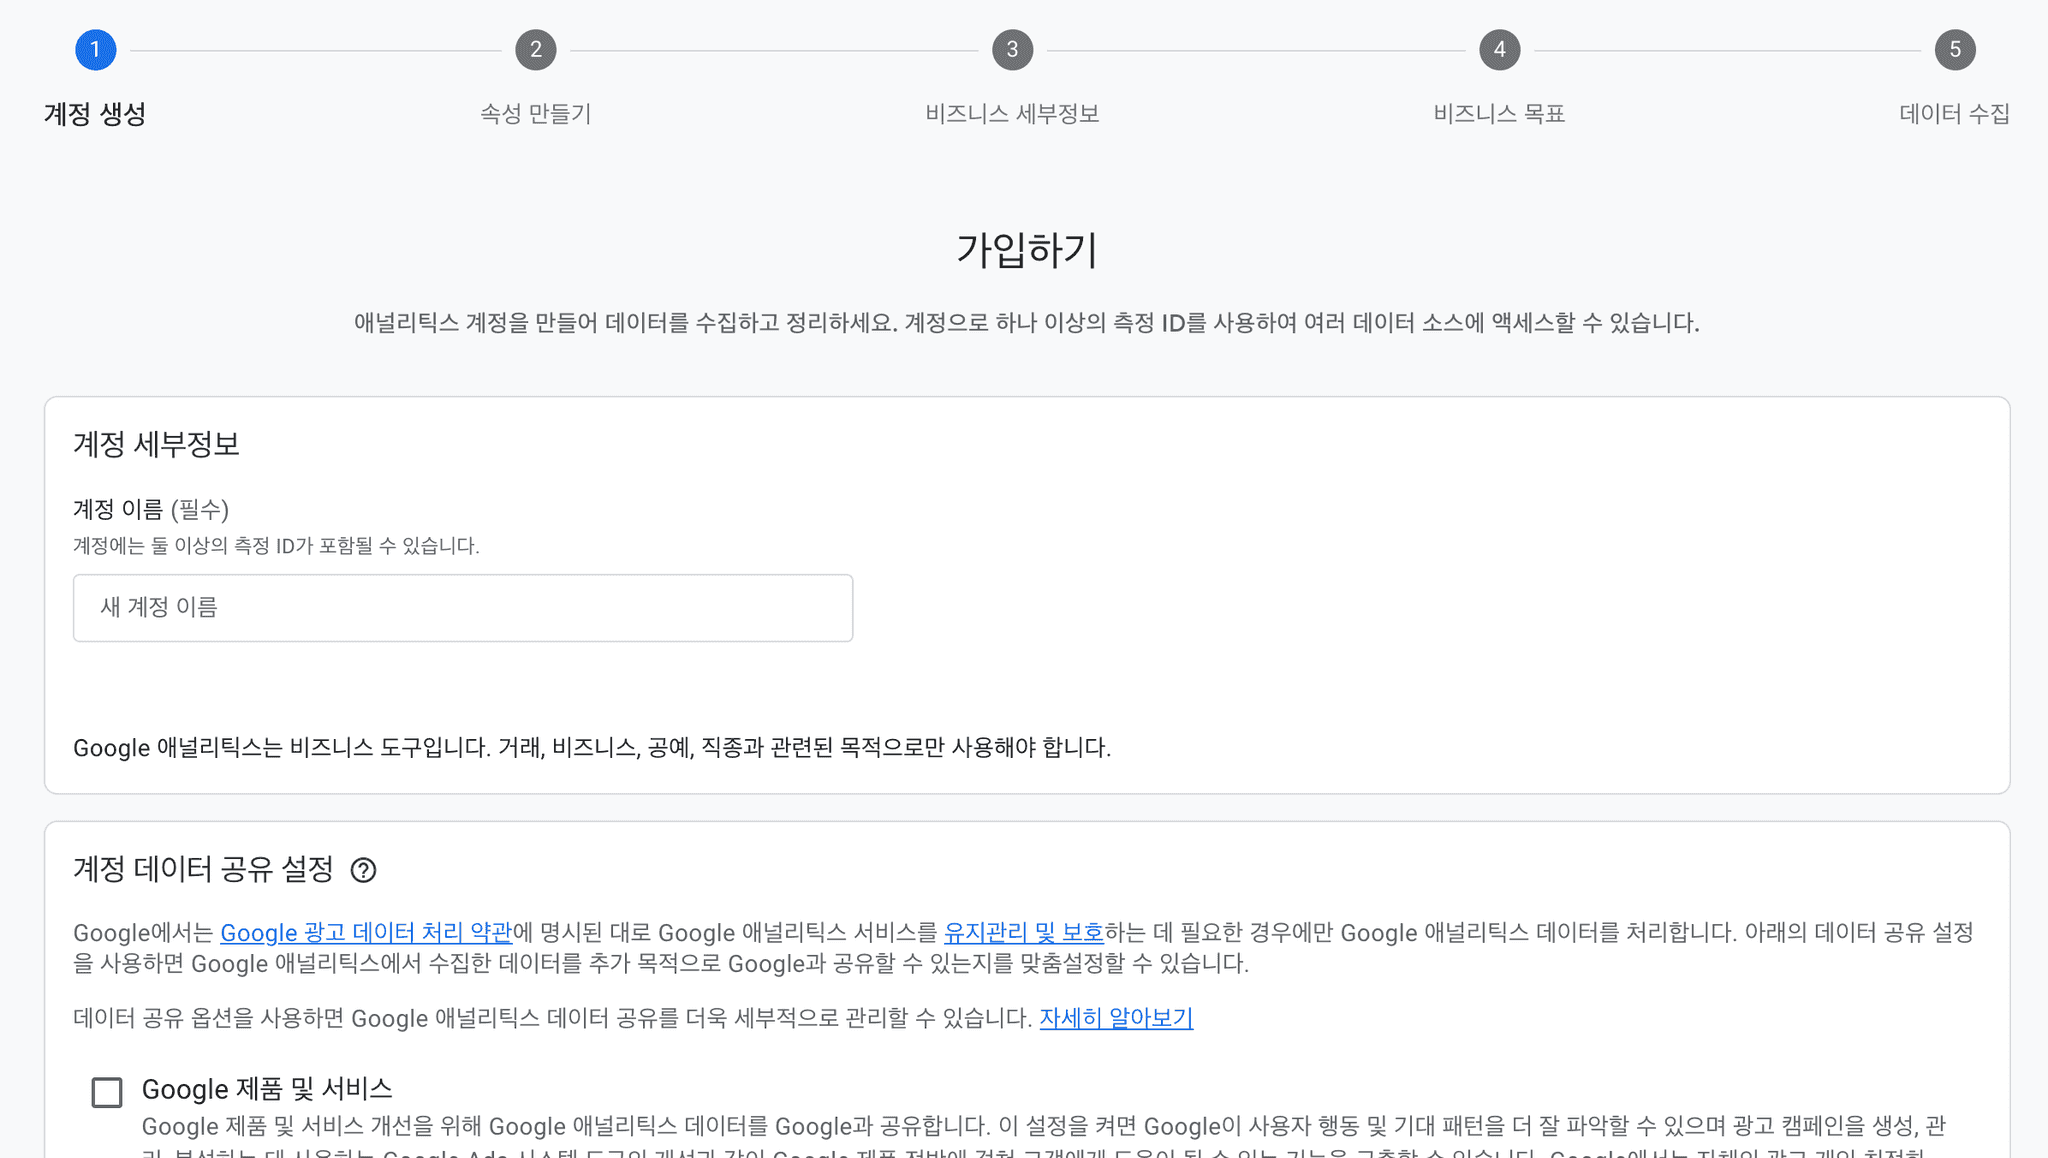 1
2
3
4
5
계정 생성
속성 만들기
비즈니스 세부정보
비즈니스 목표
데이터 수집
가입하기
애널리틱스 계정을 만들어 데이터를 수집하고 정리하세요. 계정으로 하나 이상의 측정 ID를 사용하여 여러 데이터 소스에 액세스할 수 있습니다.
계정 세부정보
계정 이름 (필수)
계정에는 둘 이상의 측정 ID가 포함될 수 있습니다.
새 계정 이름
Google 애널리틱스는 비즈니스 도구입니다. 거래, 비즈니스, 공예, 직종과 관련된 목적으로만 사용해야 합니다.
계정 데이터 공유 설정 ?
Google에서는 Google 광고 데이터 처리 약관에 명시된 대로 Google 애널리틱스 서비스를 유지관리 및 보호하는 데 필요한 경우에만 Google 애널리틱스 데이터를 처리합니다. 아래의 데이터 공유 설정
을 사용하면 Google 애널리틱스에서 수집한 데이터를 추가 목적으로 Google과 공유할 수 있는지를 맞춤설정할 수 있습니다.
데이터 공유 옵션을 사용하면 Google 애널리틱스 데이터 공유를 더욱 세부적으로 관리할 수 있습니다. 자세히 알아보기
Google 제품 및 서비스
Google 제품 및 서비스 개선을 위해 Google 애널리틱스 데이터를 Google과 공유합니다. 이 설정을 켜면 Google이 사용자 행동 및 기대 패턴을 더 잘 파악할 수 있으며 광고 캠페인을 생성, 관